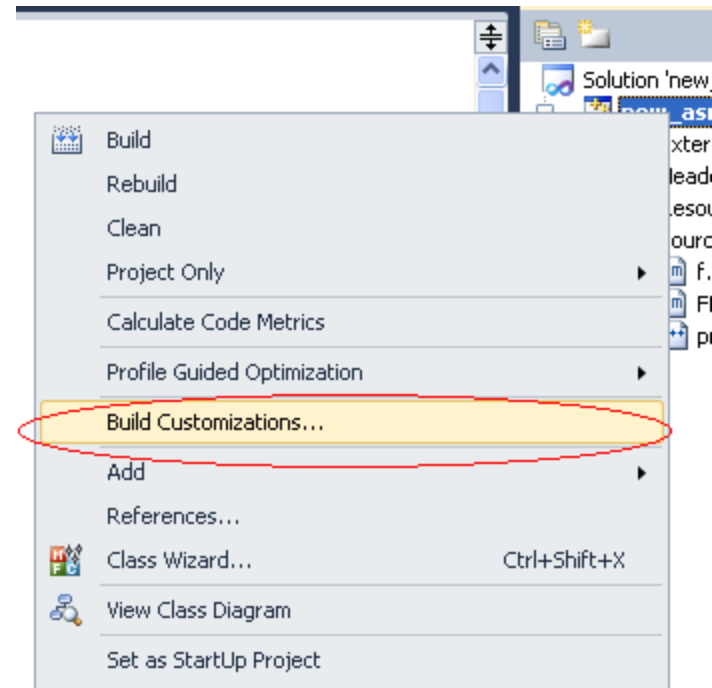 Solution 'new_
Build
Rebuild
Clean
Project Only
Calculate Code Metrics
Profile Guided Optimization
Build Customizations...
Add
References...
Class Wizard... Ctrl+Shift+X
View Class Diagram
Set as StartUp Project